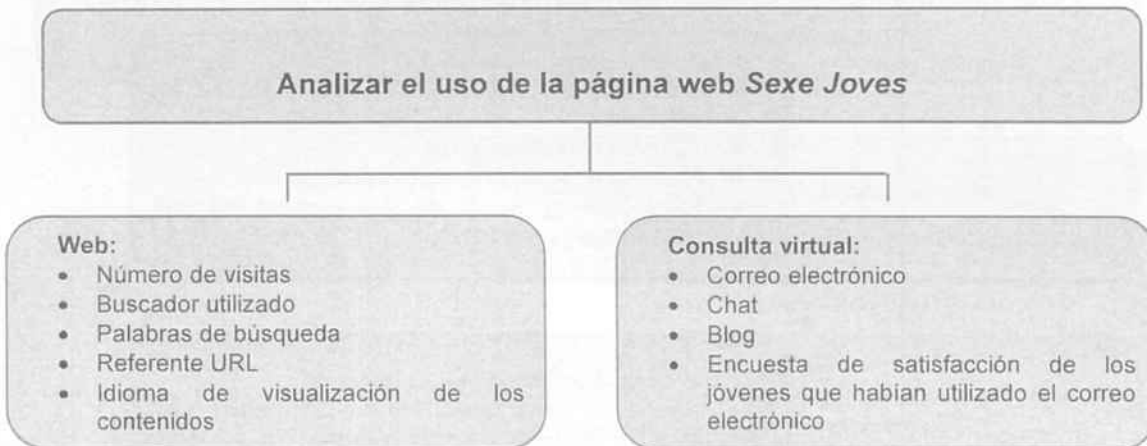 Analizar el uso de la página web Sexe Joves
Web:
• Número de visitas
• Buscador utilizado
• Palabras de búsqueda
• Referente URL
• Idioma de visualización de los
contenidos
Consulta virtual:
• Correo electrónico
• Chat
• Blog
• Encuesta de satisfacción de los
jóvenes que habían utilizado el correo
electrónico